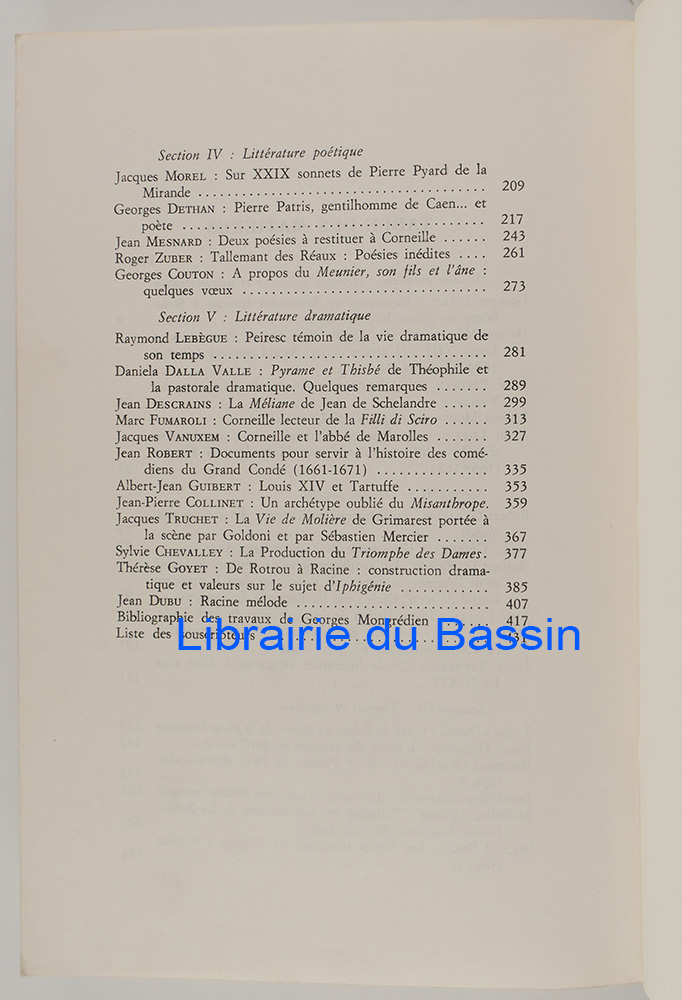 Section IV : Littérature poétique
Jacques MOREL : Sur XXIX sonnets de Pierre Pyard de la
Mirande ..................................... 209
Georges DETHAN : Pierre Patris, gentilhomme de Caen... et
poète ....................................... 217
Jean MESNARD : Deux poésies à restituer à Corneille ...... 243
Roger ZUBER : Tallemant des Réaux : Poésies inédites .... 261
Georges COUTON : A propos du Meunier, son fils et l'âne :
quelques vœux ................................ 273
Section V : Littérature dramatique
Raymond LEBÈGUE : Peiresc témoin de la vie dramatique de
son temps ................................... 281
Daniela DALLA VALLE : Pyrame et Thisbé de Théophile et
la pastorale dramatique. Quelques remarques ....... 289
Jean DESCRAINS : La Méliane de Jean de Schelandre ...... 299
Marc FUMAROLI : Corneille lecteur de la Filli di Sciro ...... 313
Jacques VANUXEM : Corneille et l'abbé de Marolles ....... 327
Jean ROBERT : Documents pour servir à l'histoire des comé-
diens du Grand Condé (1661-1671) ............... 335
Albert-Jean GUIBERT : Louis XIV et Tartuffe ........... 353
Jean-Pierre COLLINET : Un archétype oublié du Misanthrope. 359
Jacques TRUCHET : La Vie de Molière de Grimarest portée à
la scène par Goldoni et par Sébastien Mercier ....... 367
Sylvie CHEVALLEY : La Production du Triomphe des Dames. 377
Thérèse GOYET : De Rotrou à Racine : construction drama-
tique et valeurs sur le sujet d'Iphigénie ............ 385
Jean DUBU : Racine mélode ......................... 407
Bibliographie des travaux de Georges Mongrédien ....... 417
Liste des souscripteurs ............................. 431
Librairie du Bassin